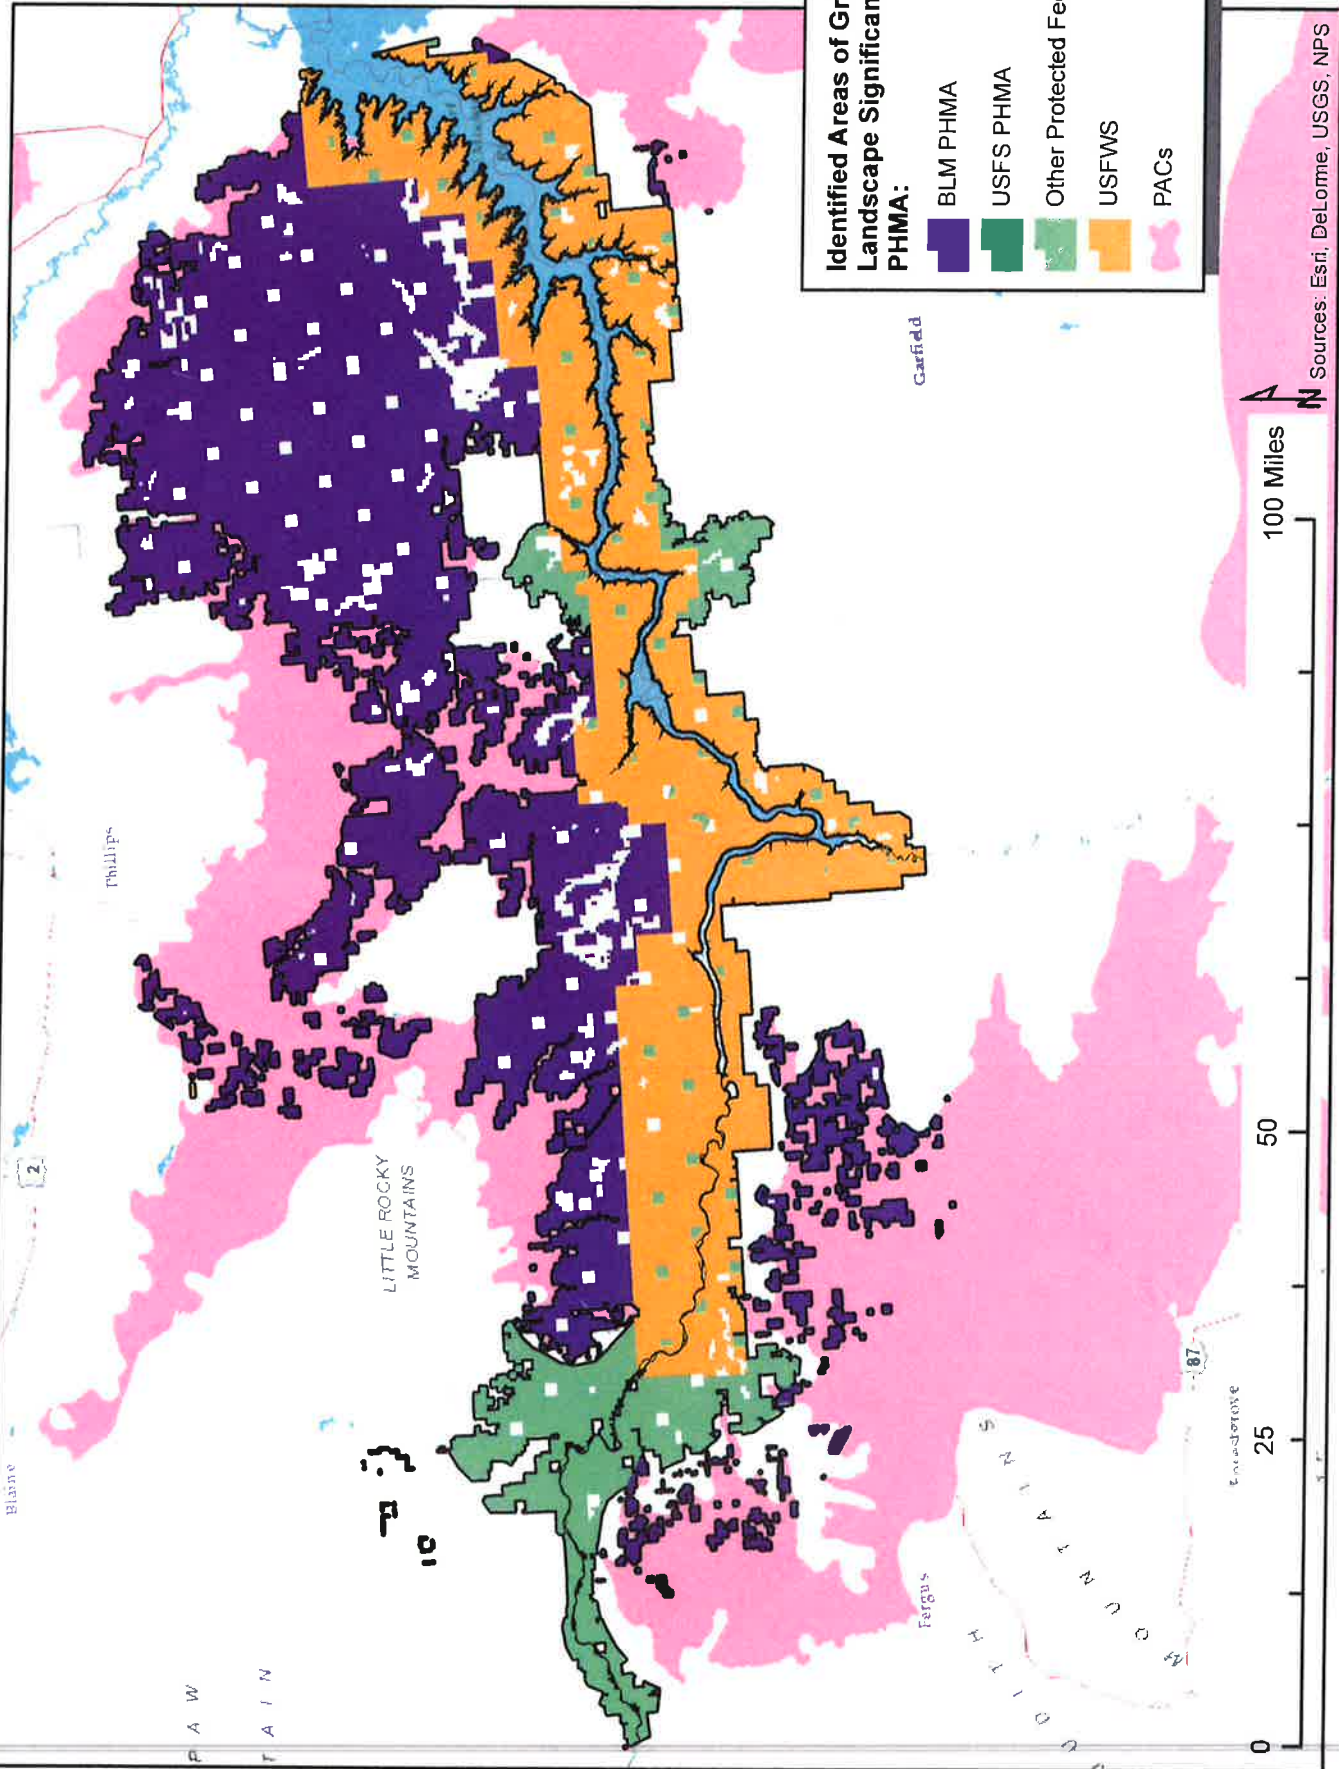 Blaine
Phillips
2
P A W
T A I N
LITTLE ROCKY
MOUNTAINS
Garfield
Fergus
87
J U D I T H
M O U N T A I N S
Identified Areas of Gr
Landscape Significan
PHMA:
BLM PHMA
USFS PHMA
Other Protected Fed
USFWS
PACs
0
25
50
100 Miles
N
Sources: Esri, DeLorme, USGS, NPS